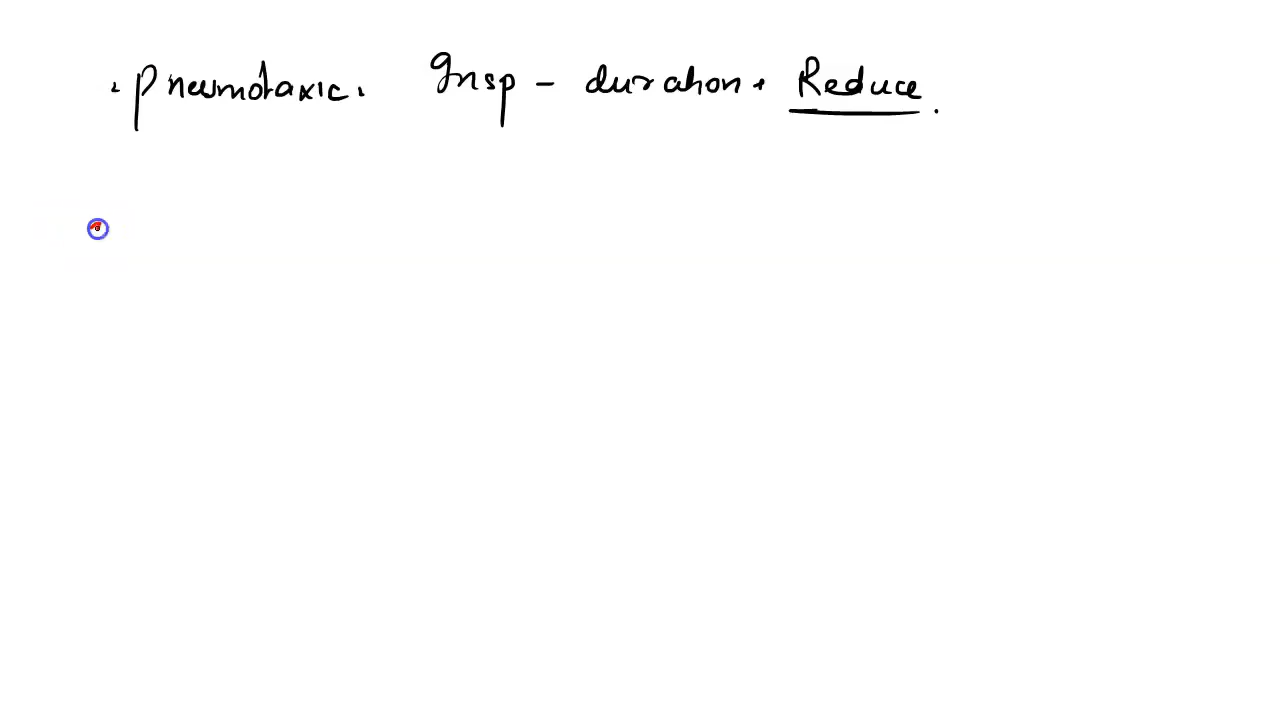 . Pneumotaxic. Insp - duration. Reduce.